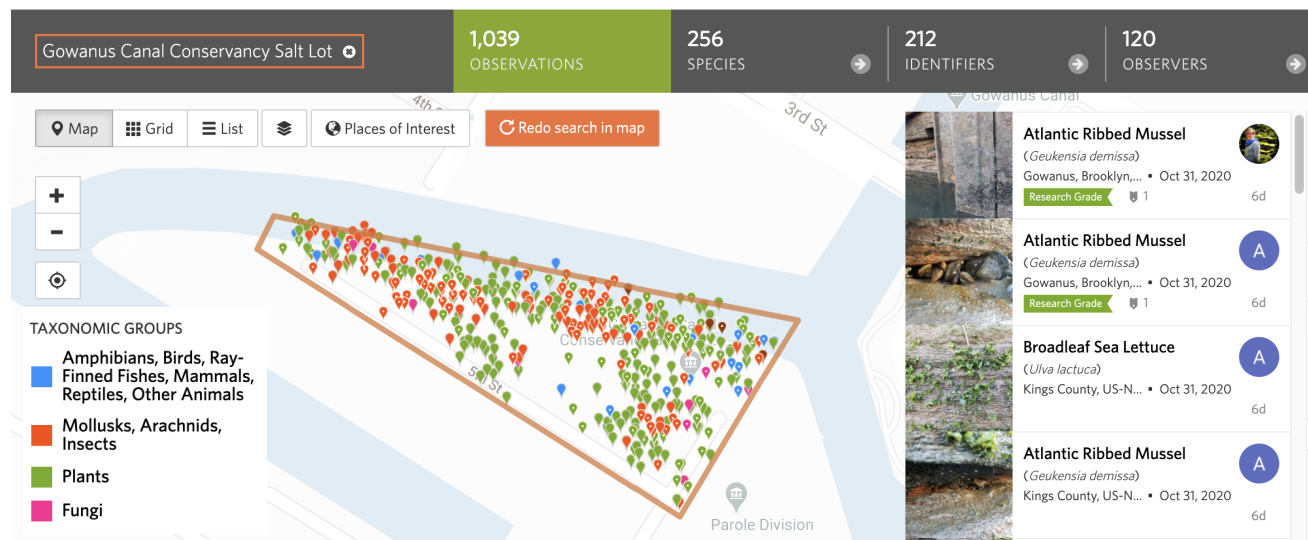 Gowanus Canal Conservancy Salt Lot
1,039
OBSERVATIONS
256
SPECIES
212
IDENTIFIERS
120
OBSERVERS
Map
Grid
List
Places of Interest
Redo search in map
4th
3rd St
Gowanus Canal
TAXONOMIC GROUPS
Amphibians, Birds, Ray-
Finned Fishes, Mammals,
Reptiles, Other Animals
Mollusks, Arachnids,
Insects
Plants
Fungi
5th St
Parole Division
Atlantic Ribbed Mussel
(Geukensia demissa)
Gowanus, Brooklyn,... • Oct 31, 2020
Research Grade 1 6d
Atlantic Ribbed Mussel
(Geukensia demissa)
Gowanus, Brooklyn,... • Oct 31, 2020
Research Grade 1 6d
A
Broadleaf Sea Lettuce
(Ulva lactuca)
Kings County, US-N... • Oct 31, 2020
6d
A
Atlantic Ribbed Mussel
(Geukensia demissa)
Kings County, US-N... • Oct 31, 2020
6d
A